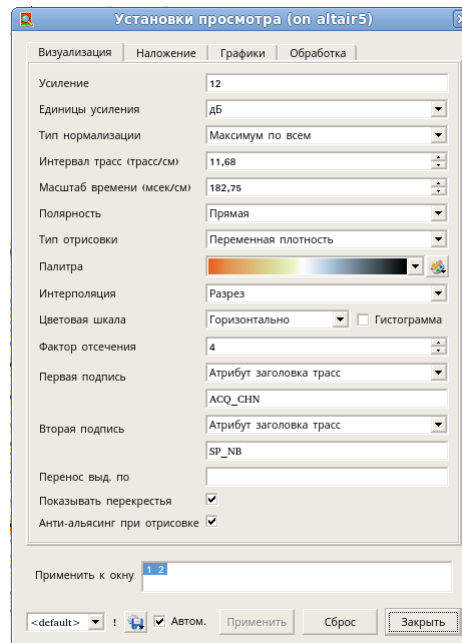 Установки просмотра (on altair5)
Визуализация Наложение Графики Обработка
Усиление 12
Единицы усиления дБ
Тип нормализации Максимум по всем
Интервал трасс (трасс/см) 11,68
Масштаб времени (мсек/см) 182,75
Полярность Прямая
Тип отрисовки Переменная плотность
Палитра
Интерполяция Разрез
Цветовая шкала Горизонтально Гистограмма
Фактор отсечения 4
Первая подпись Атрибут заголовка трасс
ACQ_CHN
Вторая подпись Атрибут заголовка трасс
SP_NB
Перенос выд. по
Показывать перекрестья
Анти-альясинг при отрисовке
Применить к окну 1 2
<default> ! Автом. Применить Сброс Закрыть